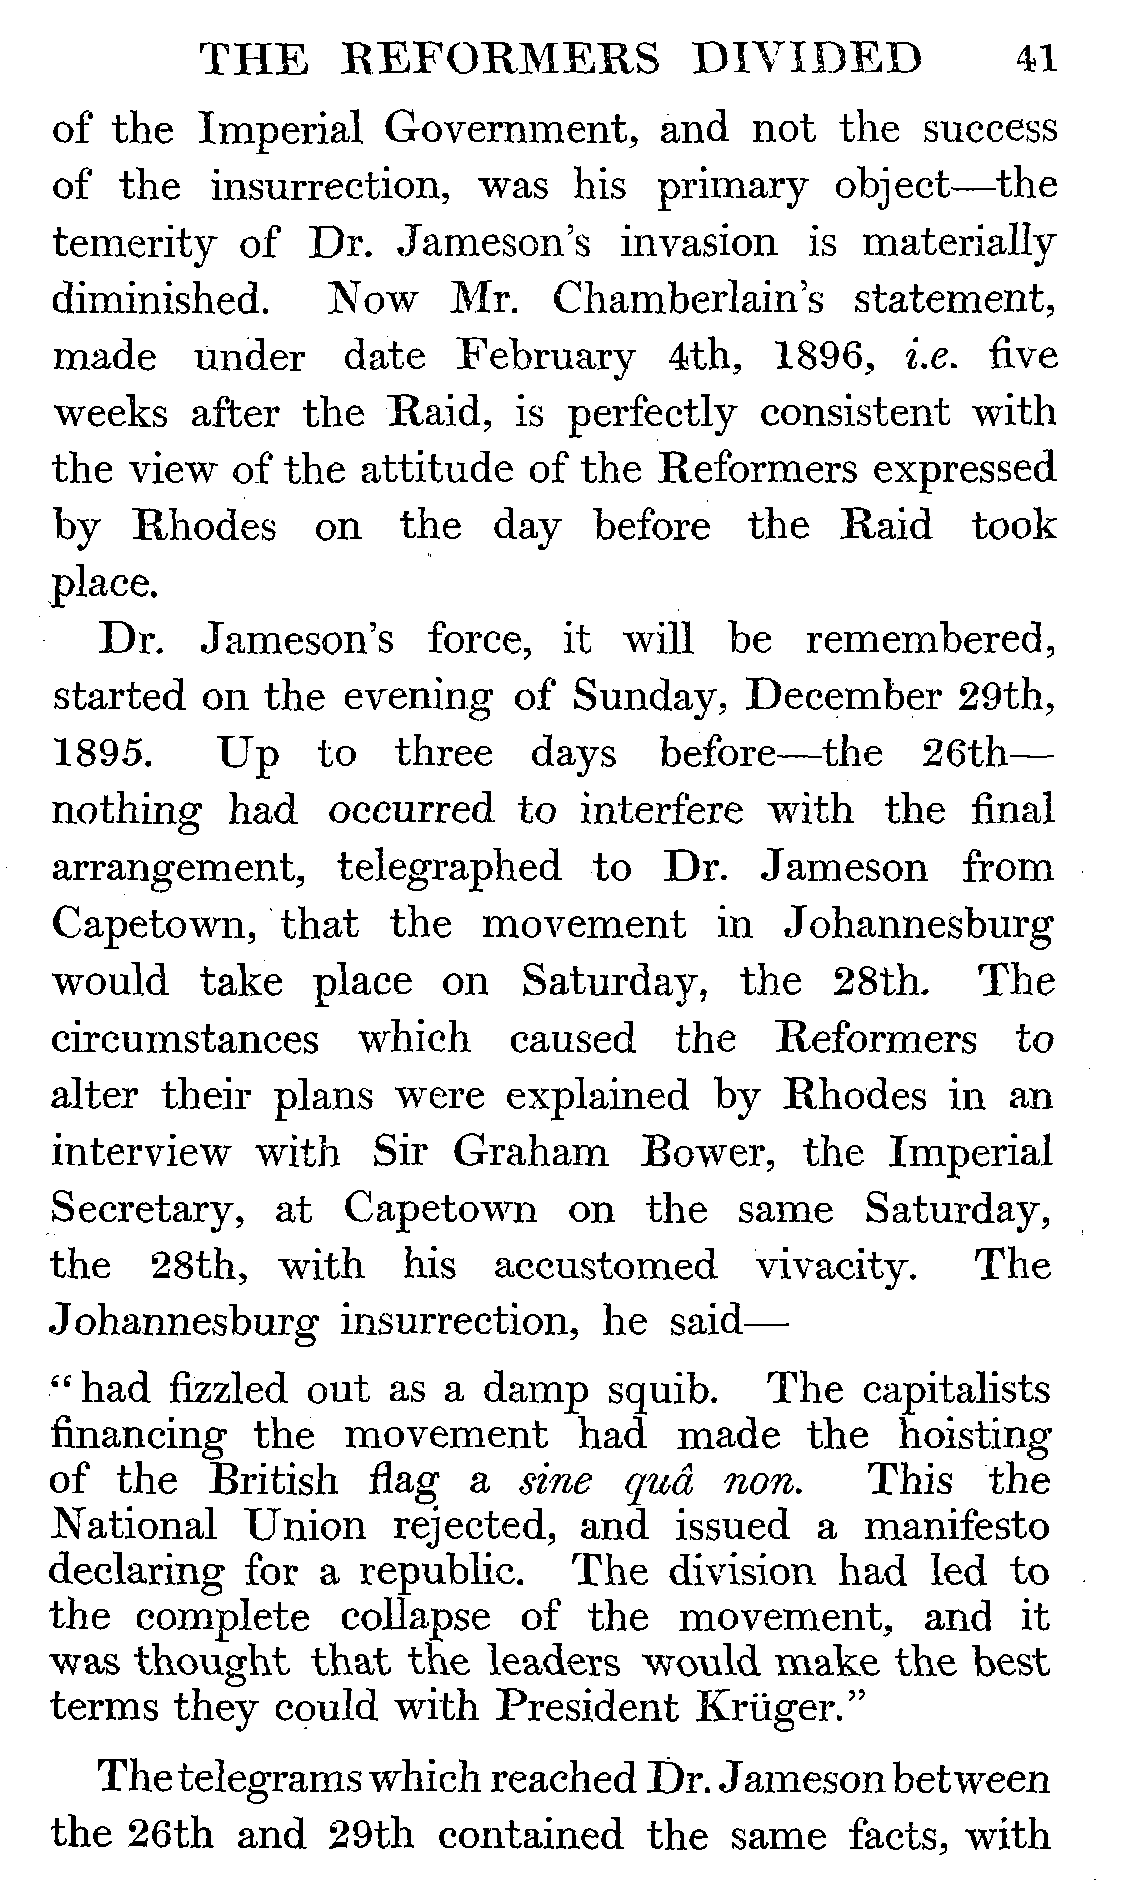 THE REFORMERS DIVIDED 41
of the Imperial Government, and not the success
of the insurrection, was his primary object—the
temerity of Dr. Jameson's invasion is materially
diminished. Now Mr. Chamberlain's statement,
made under date February 4th, 1896, i.e. five
weeks after the Raid, is perfectly consistent with
the view of the attitude of the Reformers expressed
by Rhodes on the day before the Raid took
place.
Dr. Jameson's force, it will be remembered,
started on the evening of Sunday, December 29th,
1895. Up to three days before—the 26th—
nothing had occurred to interfere with the final
arrangement, telegraphed to Dr. Jameson from
Capetown, that the movement in Johannesburg
would take place on Saturday, the 28th. The
circumstances which caused the Reformers to
alter their plans were explained by Rhodes in an
interview with Sir Graham Bower, the Imperial
Secretary, at Capetown on the same Saturday,
the 28th, with his accustomed vivacity. The
Johannesburg insurrection, he said—
“had fizzled out as a damp squib. The capitalists
financing the movement had made the hoisting
of the British flag a sine quâ non. This the
National Union rejected, and issued a manifesto
declaring for a republic. The division had led to
the complete collapse of the movement, and it
was thought that the leaders would make the best
terms they could with President Krüger.”
The telegrams which reached Dr. Jameson between
the 26th and 29th contained the same facts, with